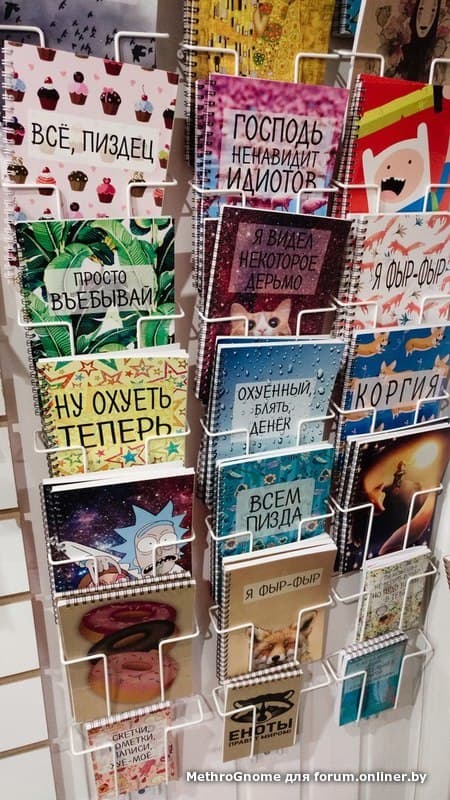 ВСЁ, ПИЗДЕЦ
ГОСПОДЬ
НЕНАВИДИТ
ИДИОТОВ
ПРОСТО
ВЪЕБЫВАЙ
Я ВИДЕЛ
НЕКОТОРОЕ
ДЕРЬМО
Я ФЫР-ФЫР
НУ ОХУЕТЬ
ТЕПЕРЬ
ОХУЕННЫЙ,
БЛЯТЬ,
ДЕНЁК
КОРГИЯ
ВСЕМ
ПИЗДА
Я ФЫР-ФЫР
СКЕТЧИ,
ЗАПИСИ,
ЕНОТЫ
ПРАВЯТ МИРОМ!
MethroGnome для forum.onliner.by